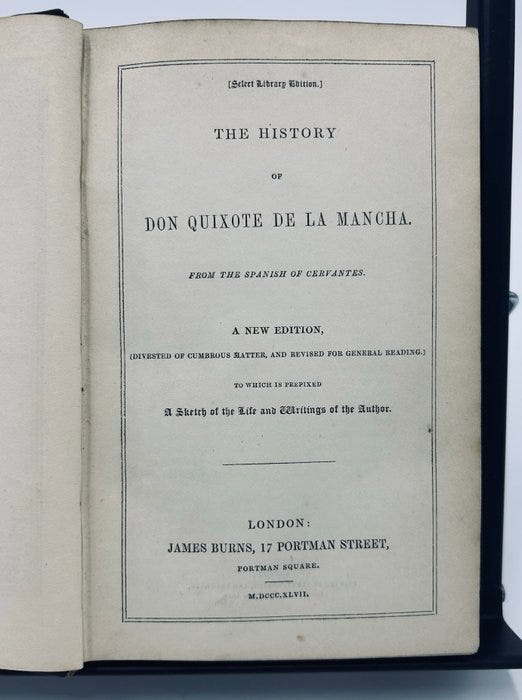 [Select Library Edition.]
THE HISTORY
OF
DON QUIXOTE DE LA MANCHA.
FROM THE SPANISH OF CERVANTES.
A NEW EDITION,
(DIVESTED OF CUMBROUS MATTER, AND REVISED FOR GENERAL READING.)
TO WHICH IS PREFIXED
A Sketch of the Life and Writings of the Author.
LONDON:
JAMES BURNS, 17 PORTMAN STREET,
PORTMAN SQUARE.
M.DCCC.XLVII.